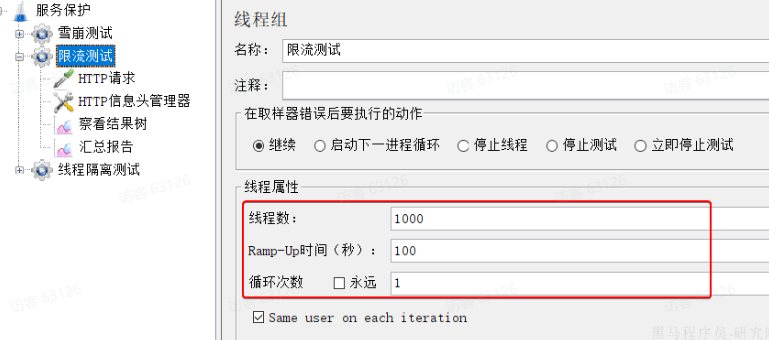 服务保护
雪崩测试
限流测试
HTTP请求
HTTP信息头管理器
察看结果树
汇总报告
线程隔离测试
线程组
名称： 限流测试
注释：
在取样器错误后要执行的动作
继续 启动下一进程循环 停止线程 停止测试 立即停止测试
线程属性
线程数： 1000
Ramp-Up时间（秒）： 100
循环次数 永远 1
Same user on each iteration
访客 63126
访客 63126
访客 63126
访客 63126
访客 63126
访客 63126
访客 63126
黑马程序员-研究